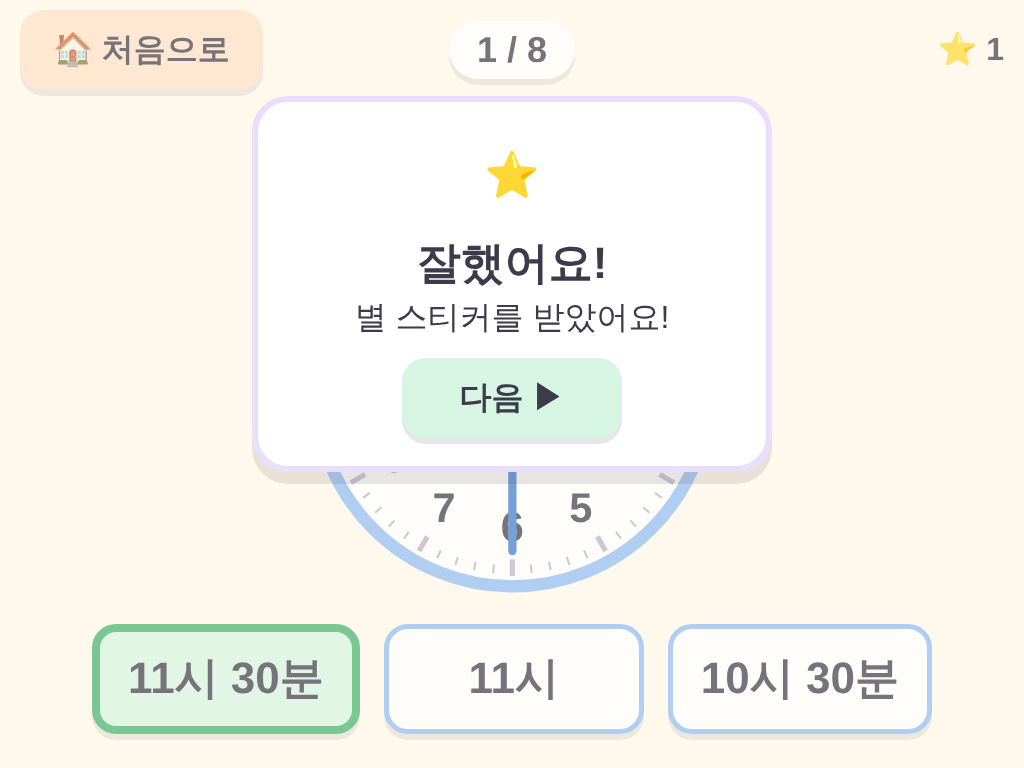 🏠 처음으로
1 / 8
⭐ 1
잘했어요!
별 스티커를 받았어요!
다음 ▶
7 6 5
11시 30분
11시
10시 30분